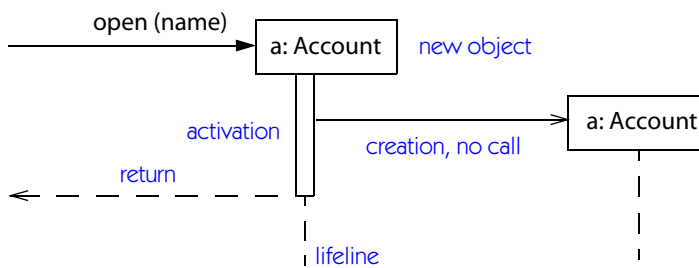 open (name)
a: Account
new object
a: Account
activation
creation, no call
return
lifeline